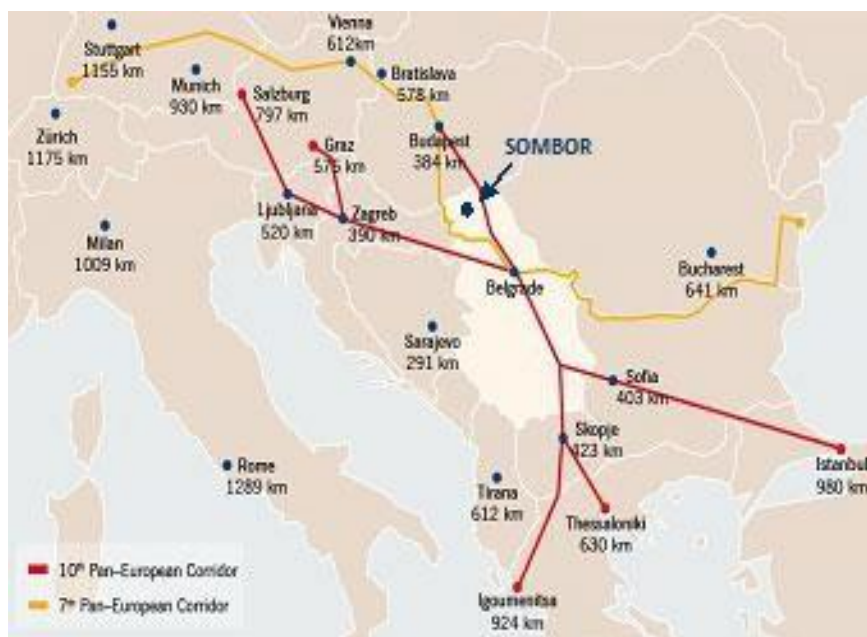 Vienna
612km
Stuttgart
1155 km
Munich
930 km
Bratislava
578 km
Salzburg
797 km
Zürich
1175 km
Graz
575 km
Budapest
384 km
SOMBOR
Ljubljana
520 km
Zagreb
390 km
Milan
1009 km
Belgrade
Bucharest
641 km
Sarajevo
291 km
Sofia
403 km
Skopje
423 km
Rome
1289 km
Tirana
612 km
Istanbul
980 km
Thessaloniki
630 km
Igoumenitsa
924 km
10th Pan-European Corridor
7th Pan-European Corridor